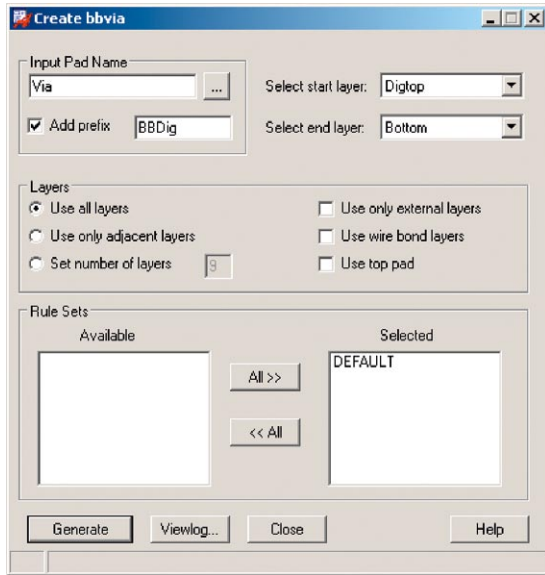 Create bbvia
Input Pad Name
Via
...
Select start layer:
Digtop
Add prefix
BBDig
Select end layer:
Bottom
Layers
Use all layers
Use only external layers
Use only adjacent layers
Use wire bond layers
Set number of layers
9
Use top pad
Rule Sets
Available
Selected
DEFAULT
All >>
<< All
Generate
Viewlog...
Close
Help